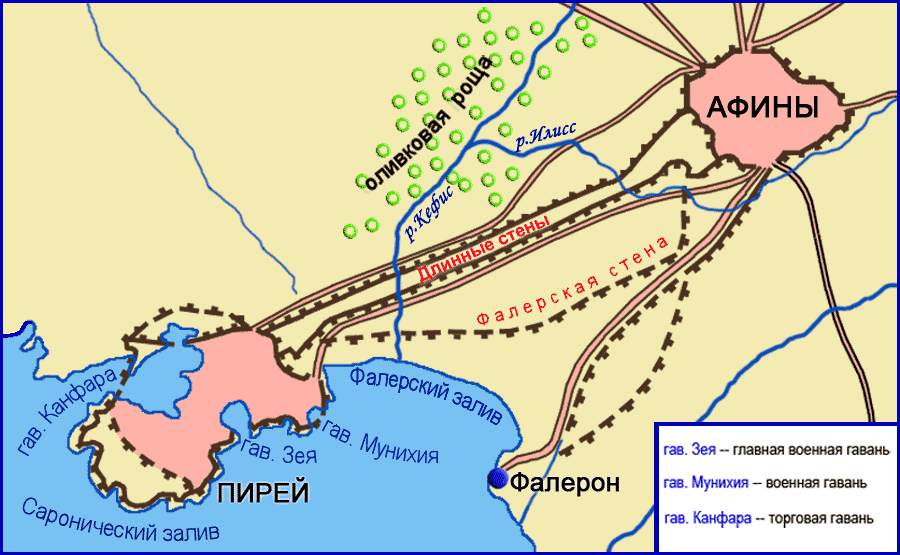 оливковая роща
АФИНЫ
р.Илисс
р.Кефис
Длинные стены
Фалерская стена
гав. Канфара
Фалерский залив
гав. Зея
гав. Мунихия
ПИРЕЙ
Фалерон
Саронический залив
гав. Зея -- главная военная гавань
гав. Мунихия -- военная гавань
гав. Канфара -- торговая гавань